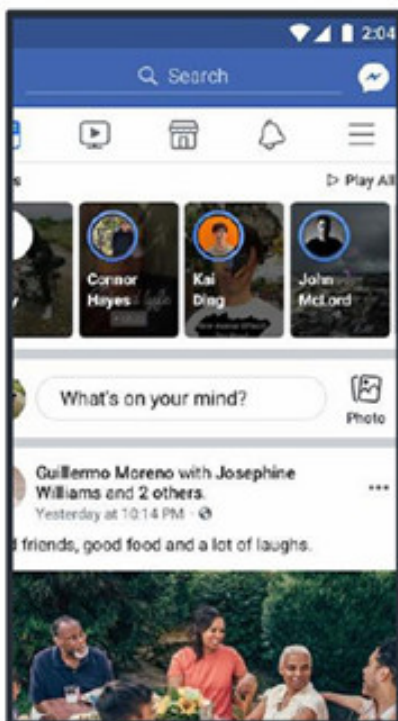 2:04
Search
s
Play All
y
Connor
Hayes
Kai
Ding
John
McLord
What's on your mind?
Photo
Guillermo Moreno with Josephine
Williams and 2 others.
Yesterday at 10:14 PM ·
d friends, good food and a lot of laughs.